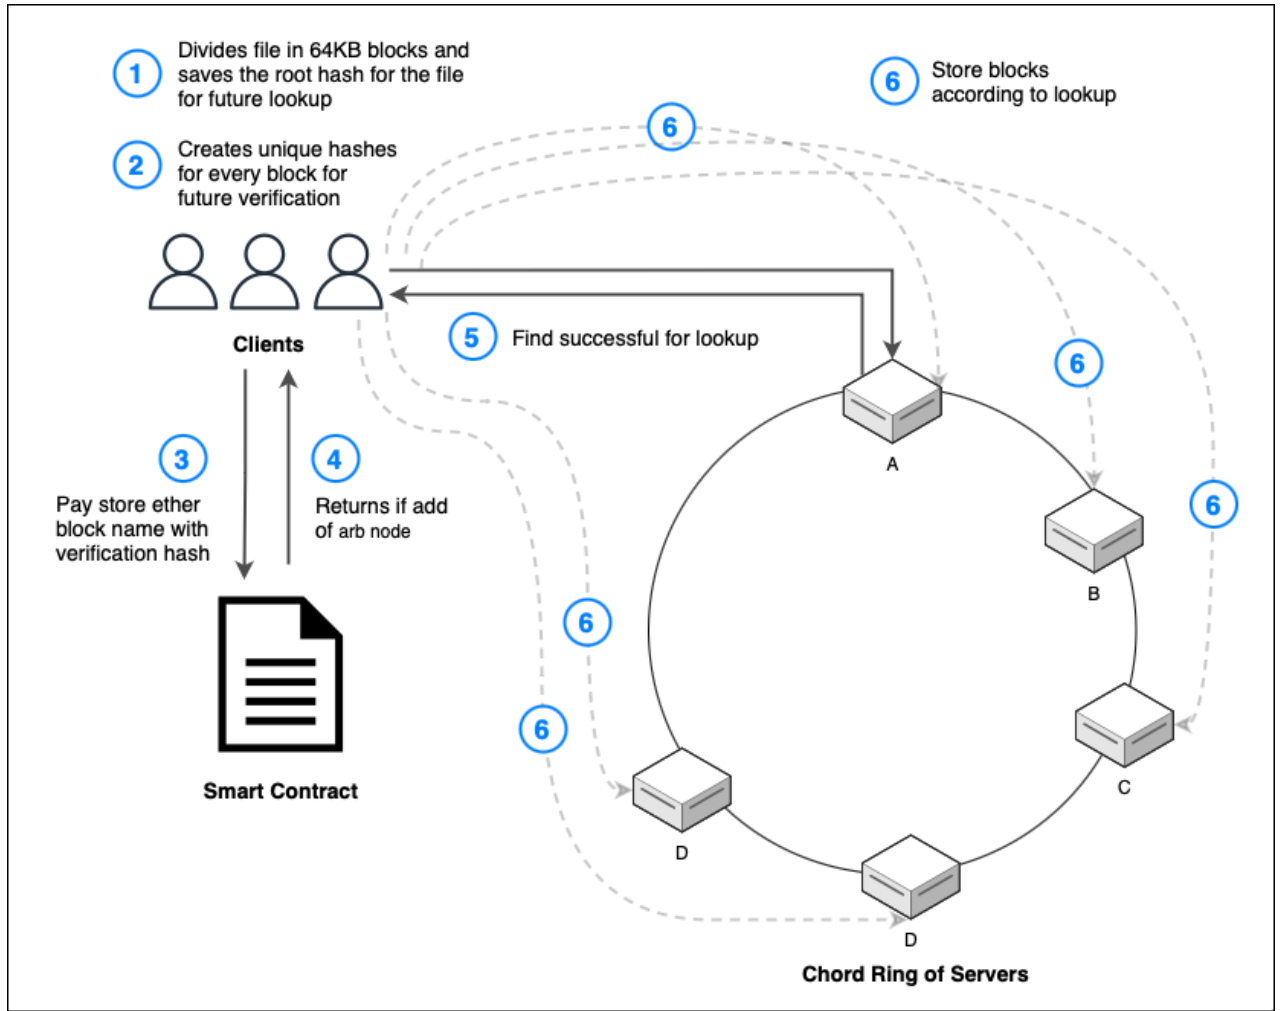 1
Divides file in 64KB blocks and
saves the root hash for the file
for future lookup
6
Store blocks
according to lookup
2
Creates unique hashes
for every block for
future verification
6
Clients
5
Find successful for lookup
6
3
Pay store ether
block name with
verification hash
4
Returns if add
of arb node
A
6
B
6
6
C
Smart Contract
D
D
Chord Ring of Servers